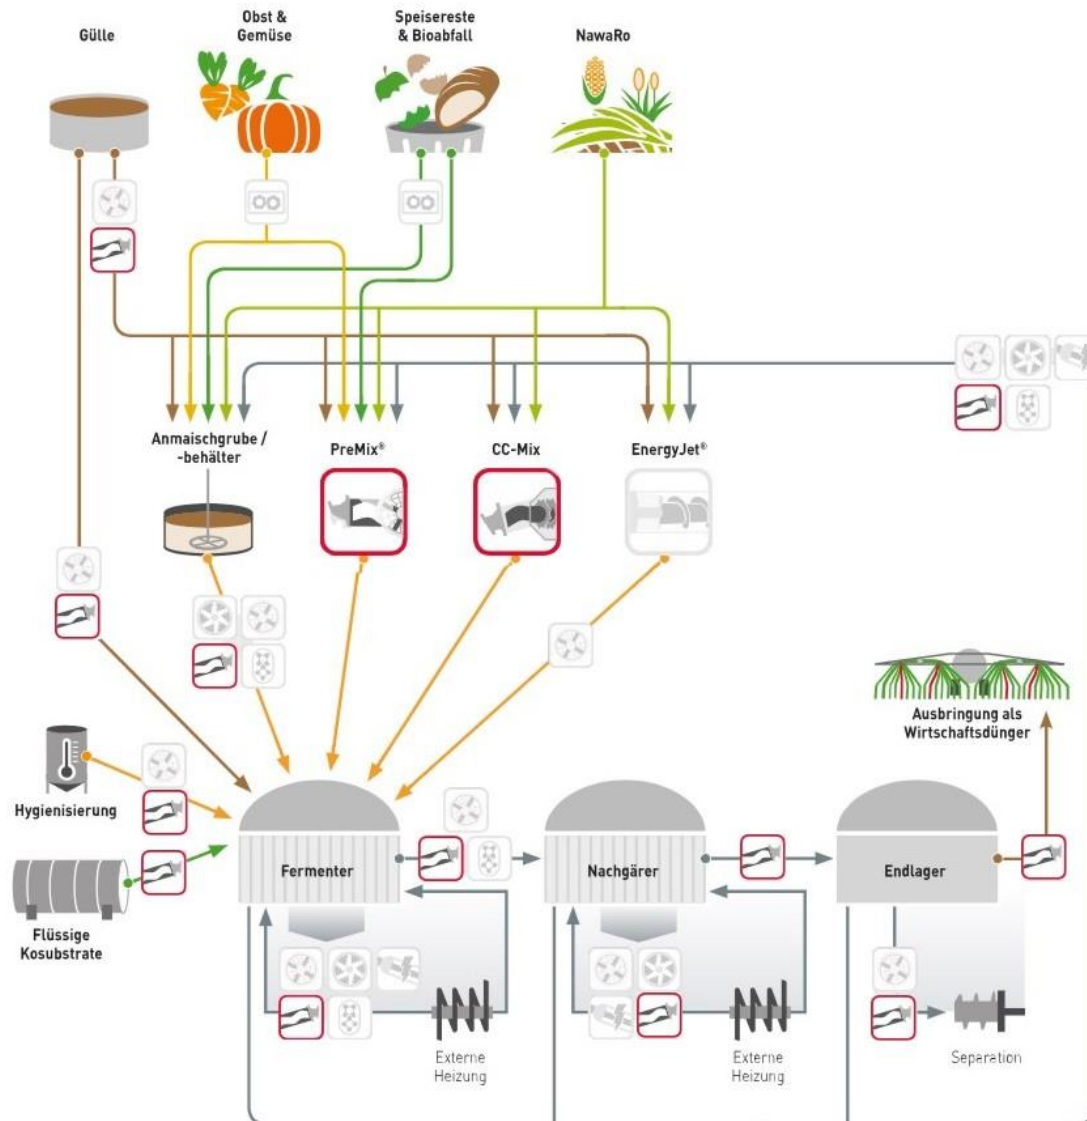 Gülle
Obst &
Gemüse
Speisereste
& Bioabfall
NawaRo
Anmaischgrube /
-behälter
PreMix®
CC-Mix
EnergyJet®
Ausbringung als
Wirtschaftsdünger
Hygienisierung
Fermenter
Nachgärer
Endlager
Flüssige
Kosubstrate
Externe
Heizung
Externe
Heizung
Separation